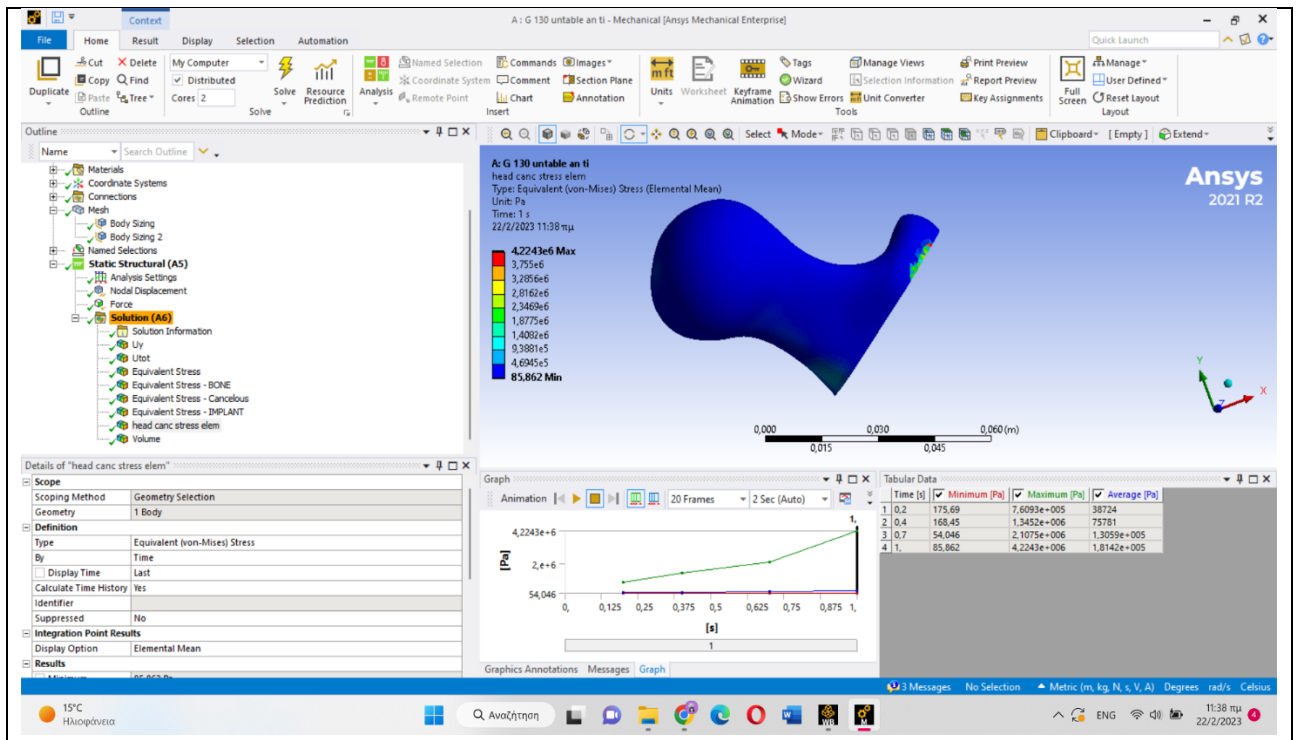 Context
A : G 130 untable an ti - Mechanical [Ansys Mechanical Enterprise]
File Home Result Display Selection Automation
Quick Launch
Duplicate
Cut
Copy
Paste
Delete
Find
Tree
Outline
My Computer
Distributed
Cores 2
Solve
Resource Prediction
Solve
Analysis
Named Selection
Coordinate System
Remote Point
Commands
Comment
Chart
Images
Section Plane
Annotation
Insert
Units
Worksheet
Keyframe Animation
Tags
Wizard
Show Errors
Manage Views
Selection Information
Unit Converter
Print Preview
Report Preview
Key Assignments
Tools
Full Screen
Manage
User Defined
Reset Layout
Layout
Outline
Name Search Outline
Select Mode Clipboard [ Empty ] Extend
Materials
Coordinate Systems
Connections
Mesh
Body Sizing
Body Sizing 2
Named Selections
Static Structural (A5)
Analysis Settings
Nodal Displacement
Force
Solution (A6)
Solution Information
Uy
Utot
Equivalent Stress
Equivalent Stress - BONE
Equivalent Stress - Cancelous
Equivalent Stress - IMPLANT
head canc stress elem
Volume
A: G 130 untable an ti
head canc stress elem
Type: Equivalent (von-Mises) Stress (Elemental Mean)
Unit: Pa
Time: 1 s
22/2/2023 11:38 πμ
4,2243e6 Max
3,755e6
3,2856e6
2,8162e6
2,3469e6
1,8775e6
1,4082e6
9,3881e5
4,6945e5
85,862 Min
Ansys
2021 R2
Y
X
Z
0,000 0,030 0,060 (m)
0,015 0,045
Details of "head canc stress elem"
Scope
Scoping Method Geometry Selection
Geometry 1 Body
Definition
Type Equivalent (von-Mises) Stress
By Time
Display Time Last
Calculate Time History Yes
Identifier
Suppressed No
Integration Point Results
Display Option Elemental Mean
Results
Minimum 85,862 Pa
Graph
Animation 20 Frames 2 Sec (Auto)
1,
4,2243e+6
2,e+6
54,046
[Pa]
0, 0,125 0,25 0,375 0,5 0,625 0,75 0,875 1,
[s]
1
Graphics Annotations Messages Graph
Tabular Data
Time [s] Minimum [Pa] Maximum [Pa] Average [Pa]
1 0,2 175,69 7,6093e+005 38724
2 0,4 168,45 1,3452e+006 75781
3 0,7 54,046 2,1075e+006 1,3059e+005
4 1, 85,862 4,2243e+006 1,8142e+005
3 Messages No Selection Metric (m, kg, N, s, V, A) Degrees rad/s Celsius
15°C
Ηλιοφάνεια
Αναζήτηση
WB
M
ENG
11:38 πμ
22/2/2023
4